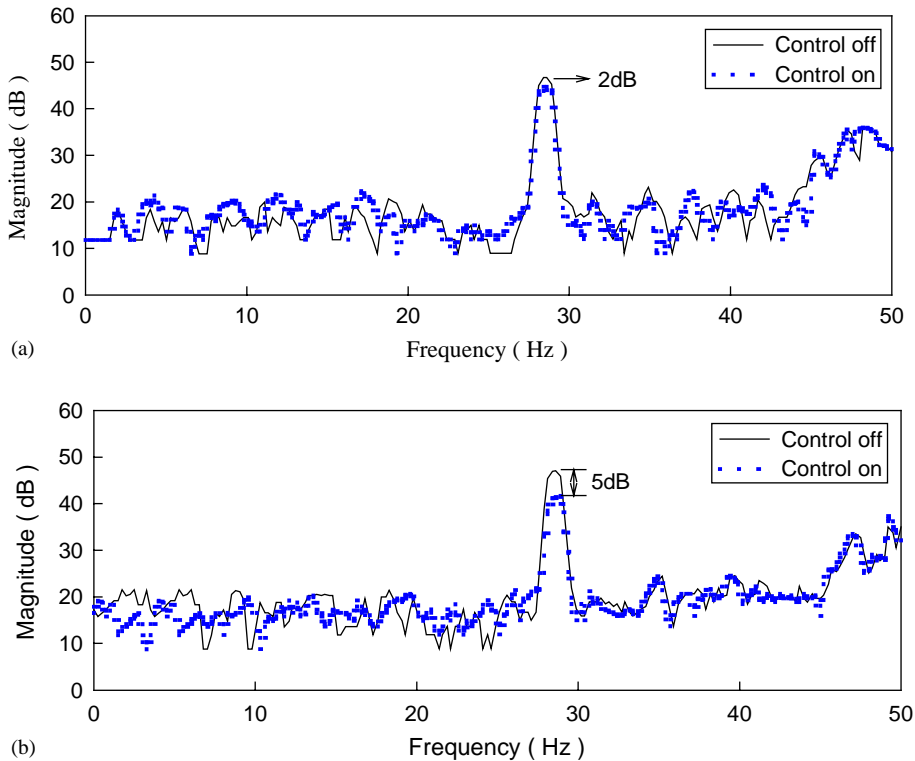 60
50
40
30
20
10
0
Magnitude ( dB )
Control off
Control on
2dB
0 10 20 30 40 50
Frequency ( Hz )
(a)
60
50
40
30
20
10
0
Magnitude ( dB )
Control off
Control on
5dB
0 10 20 30 40 50
Frequency ( Hz )
(b)